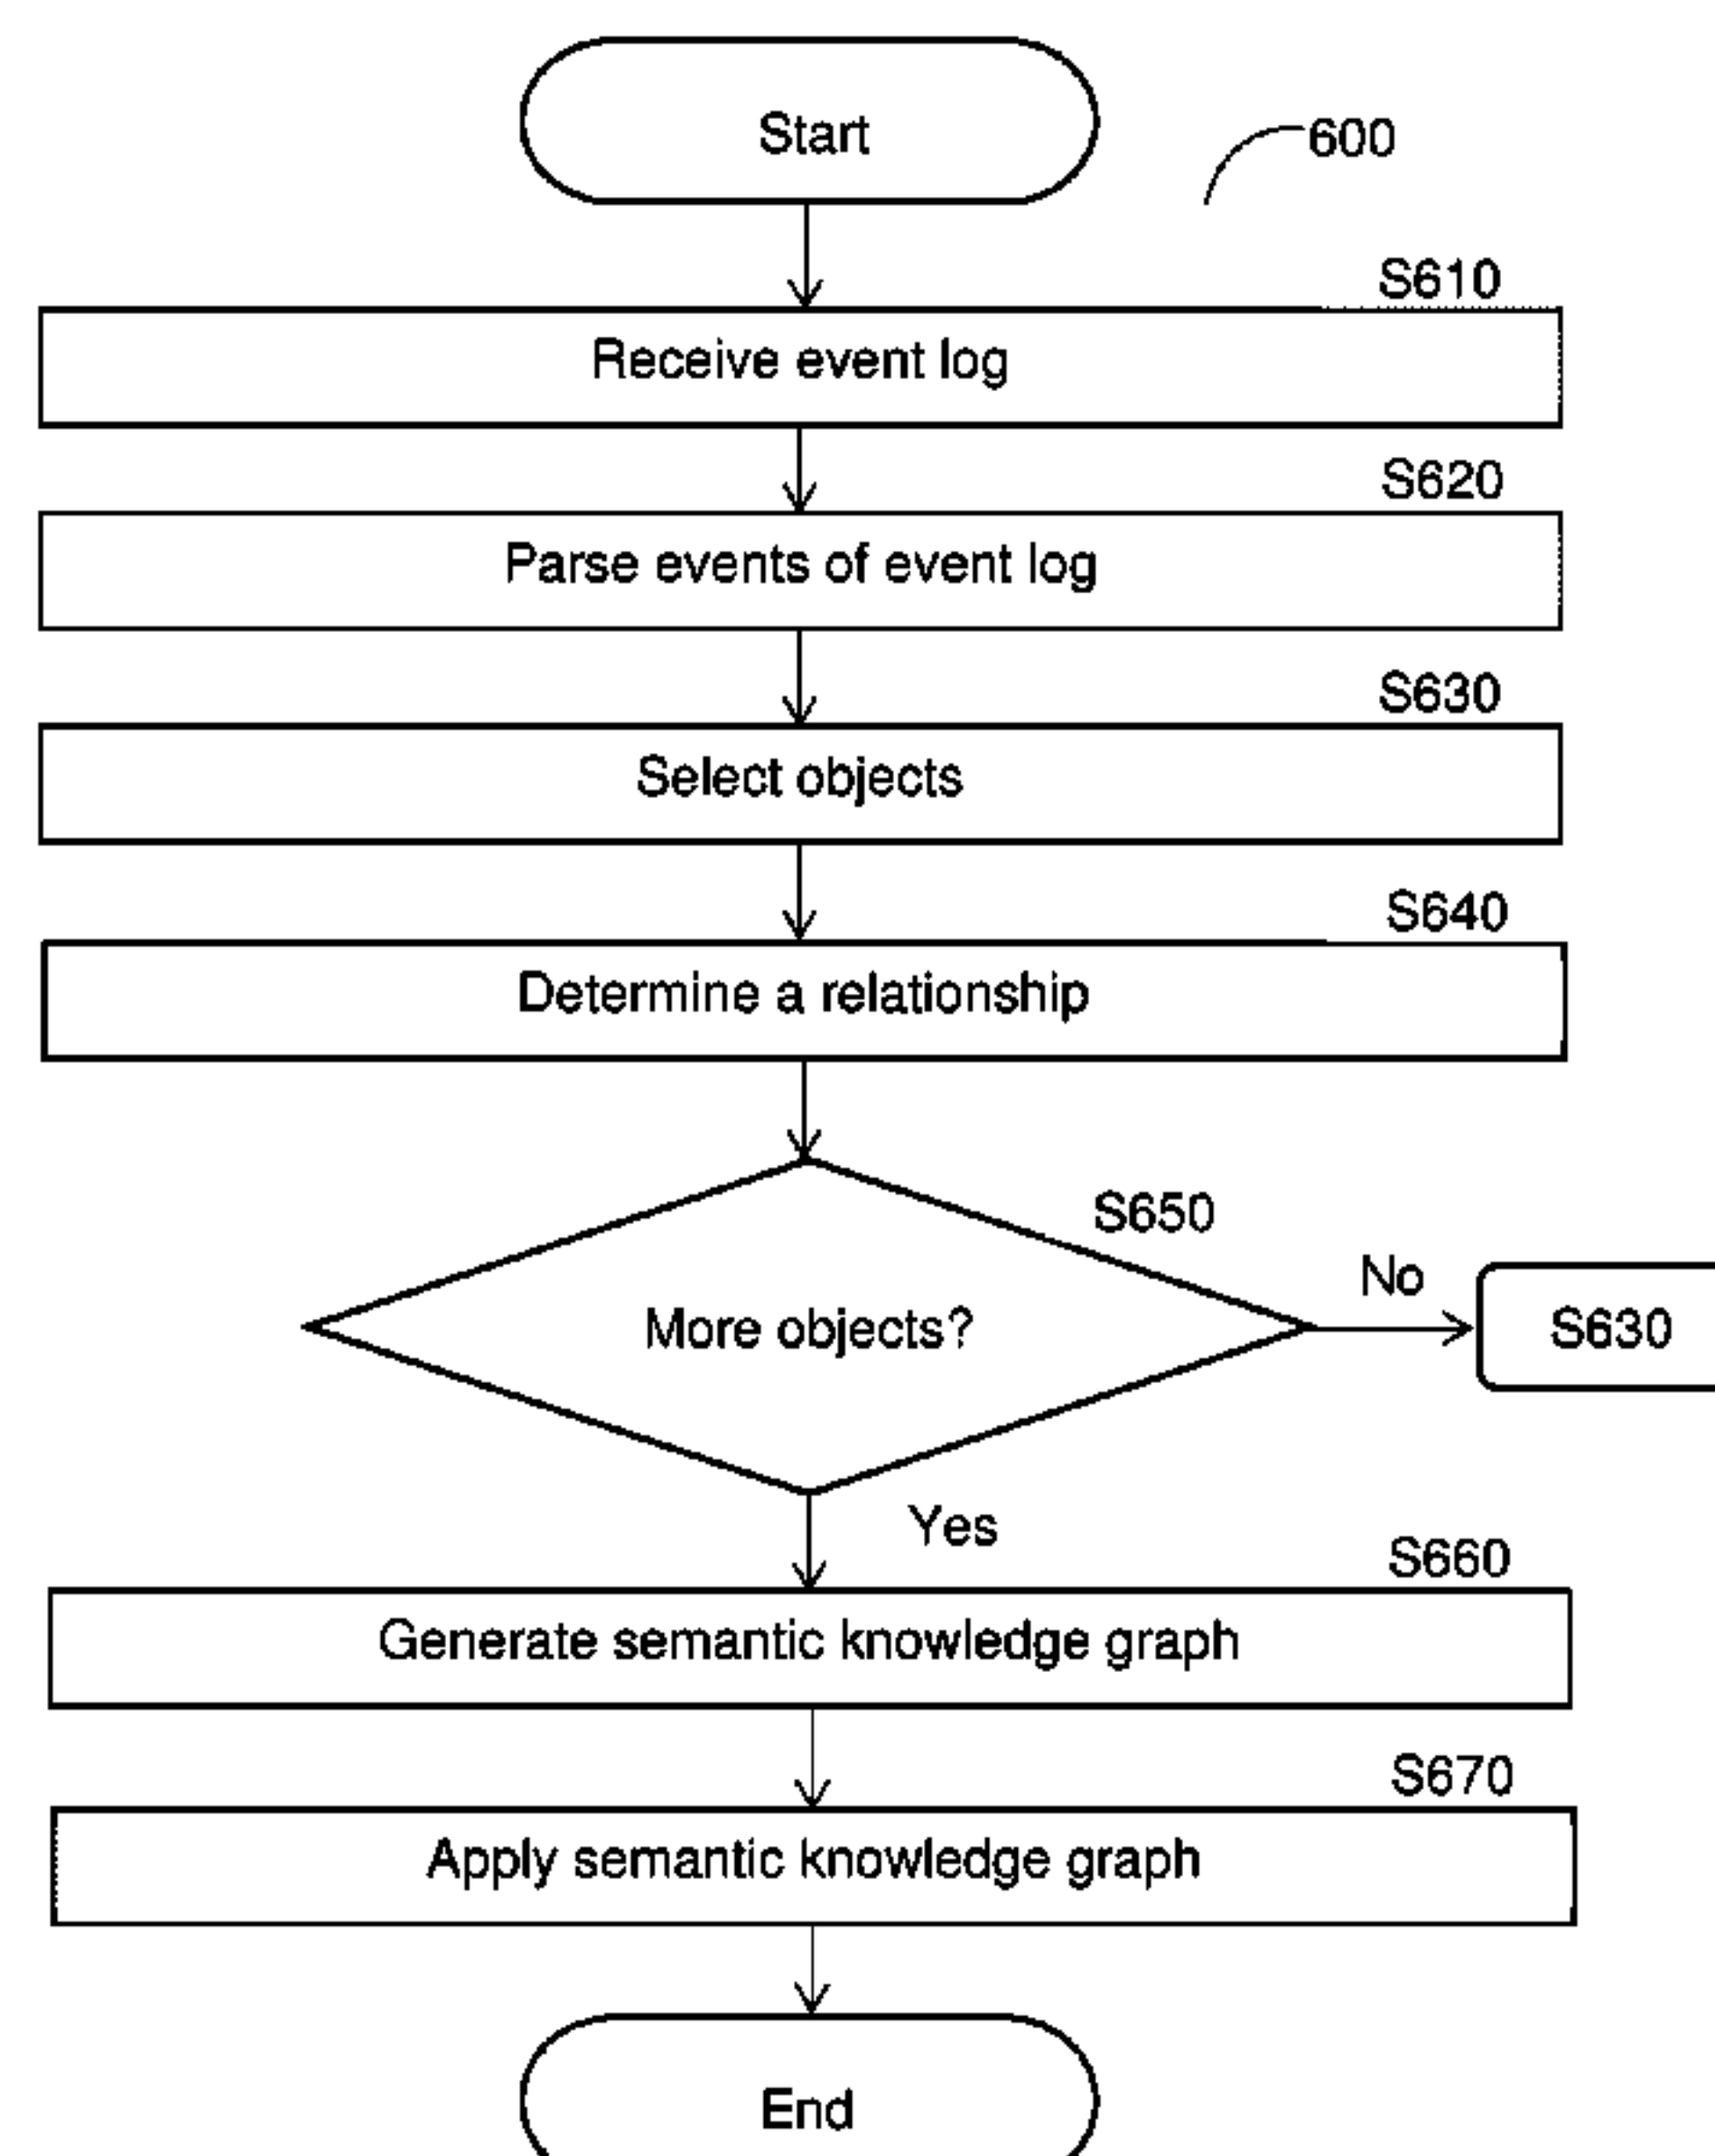 Start
600
S610
Receive event log
S620
Parse events of event log
S630
Select objects
S640
Determine a relationship
S650
No
More objects?
S630
Yes
S660
Generate semantic knowledge graph
S670
Apply semantic knowledge graph
End